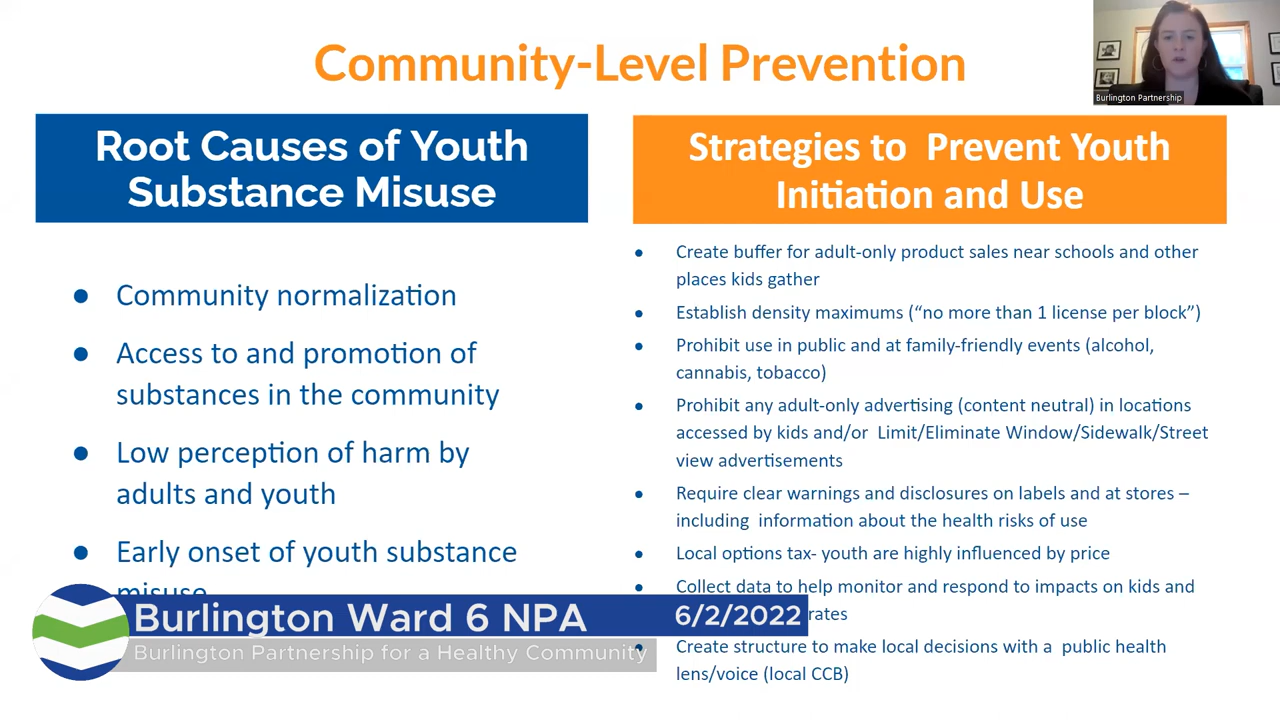 Community-Level Prevention
Burlington Partnership
Root Causes of Youth
Substance Misuse
● Community normalization
● Access to and promotion of
substances in the community
● Low perception of harm by
adults and youth
● Early onset of youth substance
misuse
Strategies to Prevent Youth
Initiation and Use
● Create buffer for adult-only product sales near schools and other
places kids gather
● Establish density maximums (“no more than 1 license per block”)
● Prohibit use in public and at family-friendly events (alcohol,
cannabis, tobacco)
● Prohibit any adult-only advertising (content neutral) in locations
accessed by kids and/or Limit/Eliminate Window/Sidewalk/Street
view advertisements
● Require clear warnings and disclosures on labels and at stores –
including information about the health risks of use
● Local options tax- youth are highly influenced by price
● Collect data to help monitor and respond to impacts on kids and
rates
● Create structure to make local decisions with a public health
lens/voice (local CCB)
Burlington Ward 6 NPA 6/2/2022
Burlington Partnership for a Healthy Community